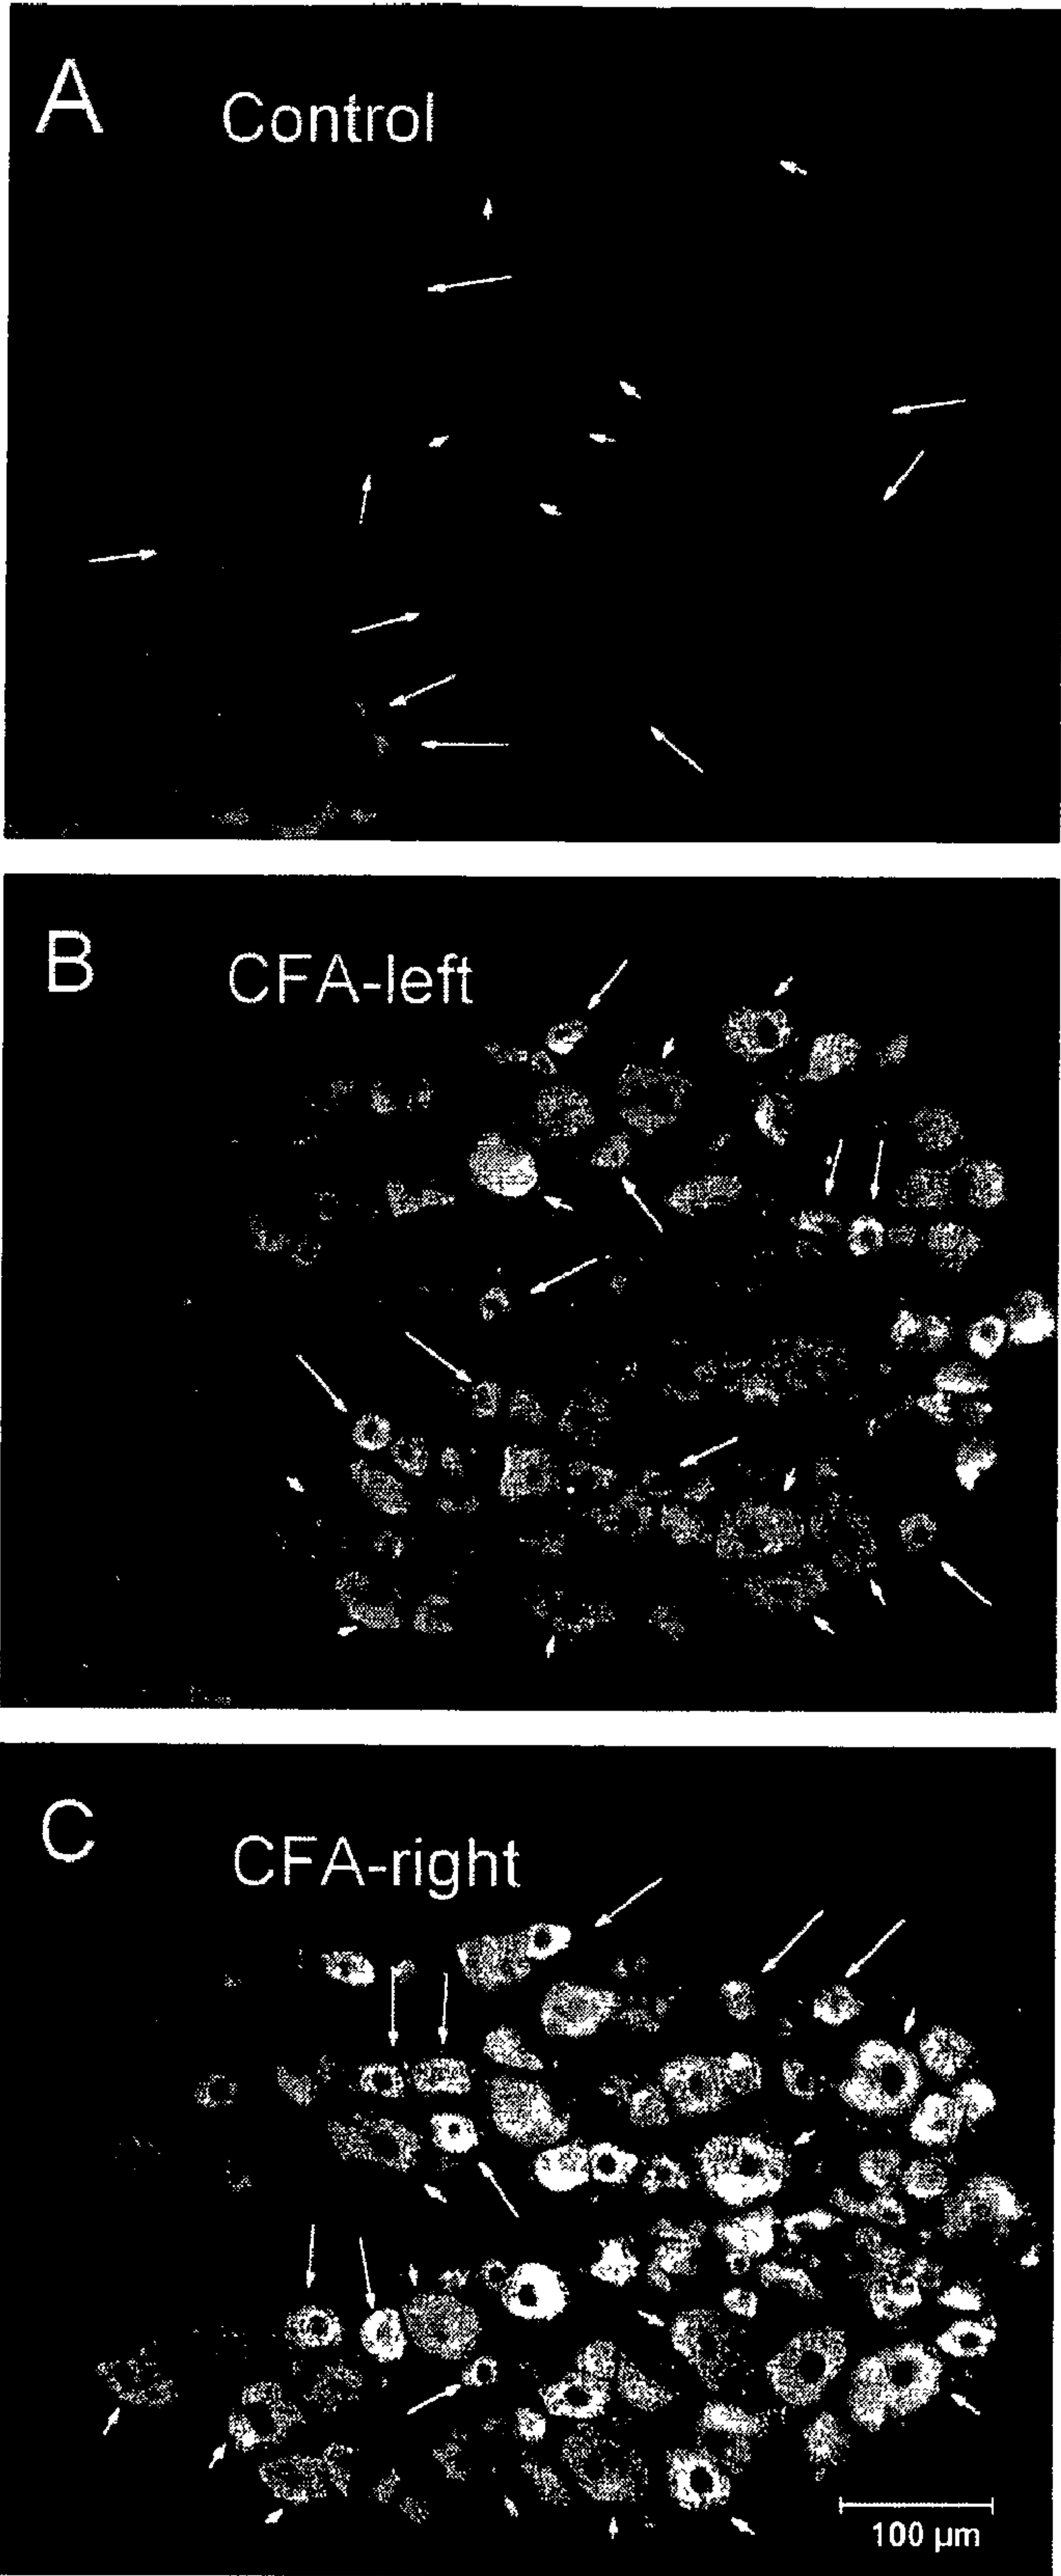 A
Control
B
CFA-left
C
CFA-right
100 µm